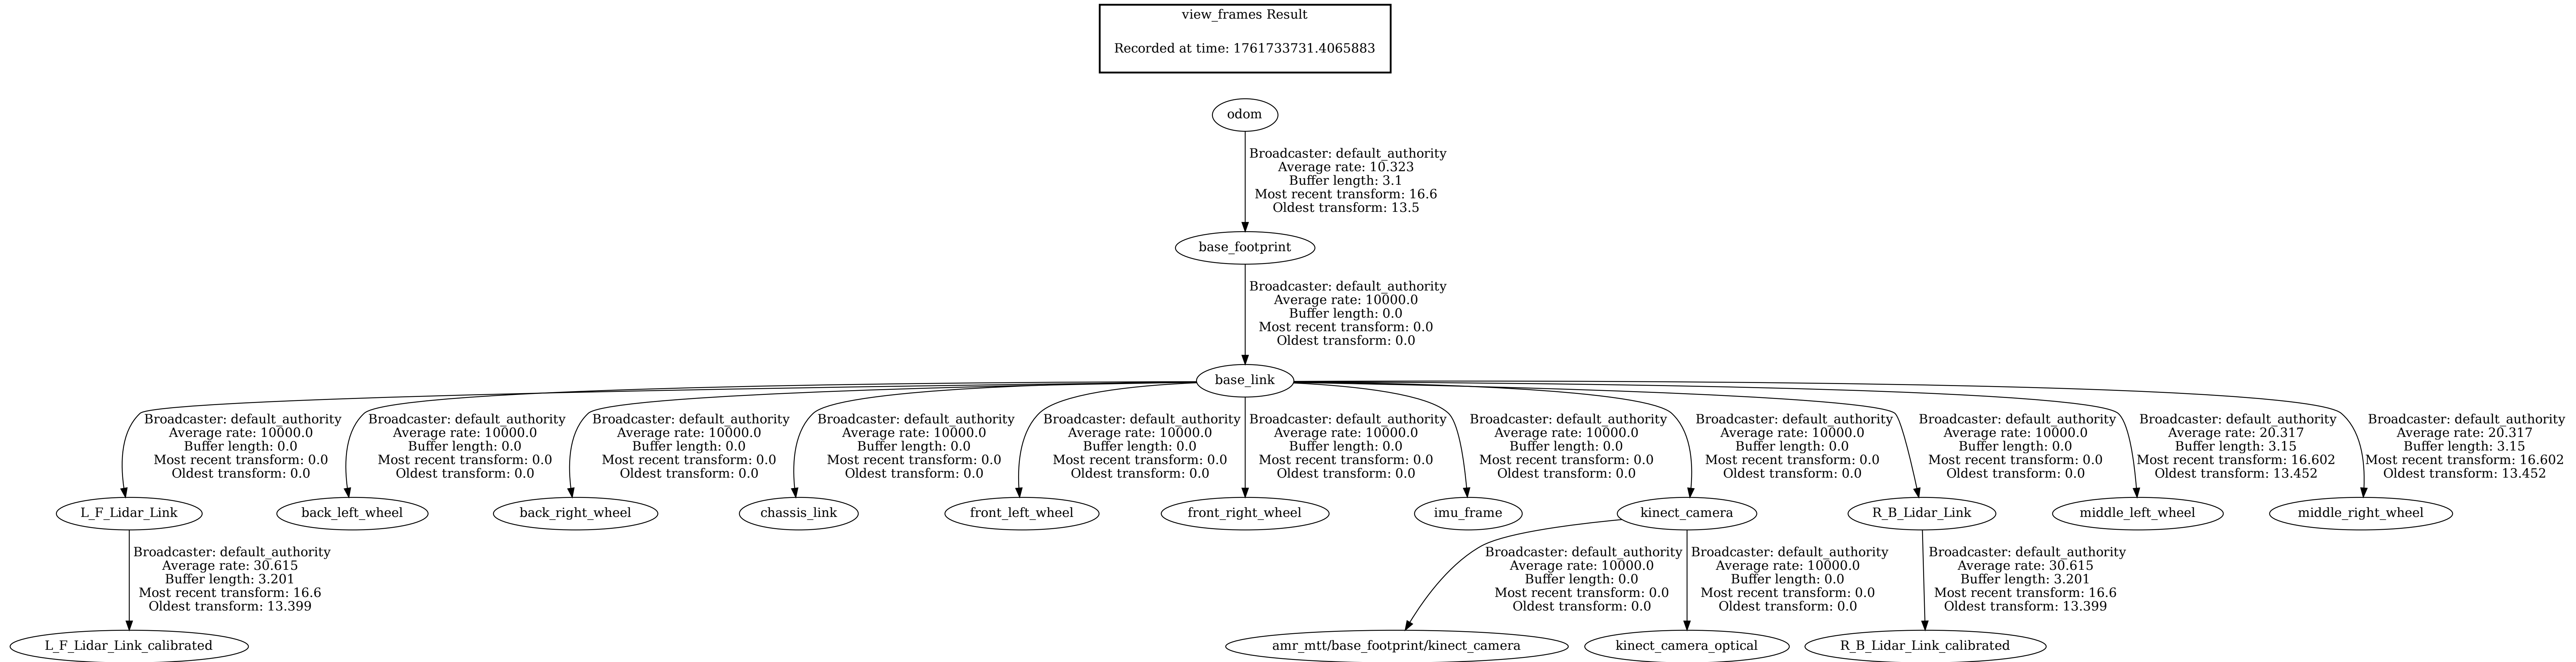 view_frames Result
Recorded at time: 1761733731.4065883
odom
Broadcaster: default_authority
Average rate: 10.323
Buffer length: 3.1
Most recent transform: 16.6
Oldest transform: 13.5
base_footprint
Broadcaster: default_authority
Average rate: 10000.0
Buffer length: 0.0
Most recent transform: 0.0
Oldest transform: 0.0
base_link
Broadcaster: default_authority
Average rate: 10000.0
Buffer length: 0.0
Most recent transform: 0.0
Oldest transform: 0.0
Broadcaster: default_authority
Average rate: 10000.0
Buffer length: 0.0
Most recent transform: 0.0
Oldest transform: 0.0
Broadcaster: default_authority
Average rate: 10000.0
Buffer length: 0.0
Most recent transform: 0.0
Oldest transform: 0.0
Broadcaster: default_authority
Average rate: 10000.0
Buffer length: 0.0
Most recent transform: 0.0
Oldest transform: 0.0
Broadcaster: default_authority
Average rate: 10000.0
Buffer length: 0.0
Most recent transform: 0.0
Oldest transform: 0.0
Broadcaster: default_authority
Average rate: 10000.0
Buffer length: 0.0
Most recent transform: 0.0
Oldest transform: 0.0
Broadcaster: default_authority
Average rate: 10000.0
Buffer length: 0.0
Most recent transform: 0.0
Oldest transform: 0.0
Broadcaster: default_authority
Average rate: 10000.0
Buffer length: 0.0
Most recent transform: 0.0
Oldest transform: 0.0
Broadcaster: default_authority
Average rate: 10000.0
Buffer length: 0.0
Most recent transform: 0.0
Oldest transform: 0.0
Broadcaster: default_authority
Average rate: 20.317
Buffer length: 3.15
Most recent transform: 16.602
Oldest transform: 13.452
Broadcaster: default_authority
Average rate: 20.317
Buffer length: 3.15
Most recent transform: 16.602
Oldest transform: 13.452
L_F_Lidar_Link
back_left_wheel
back_right_wheel
chassis_link
front_left_wheel
front_right_wheel
imu_frame
kinect_camera
R_B_Lidar_Link
middle_left_wheel
middle_right_wheel
Broadcaster: default_authority
Average rate: 30.615
Buffer length: 3.201
Most recent transform: 16.6
Oldest transform: 13.399
Broadcaster: default_authority
Average rate: 10000.0
Buffer length: 0.0
Most recent transform: 0.0
Oldest transform: 0.0
Broadcaster: default_authority
Average rate: 10000.0
Buffer length: 0.0
Most recent transform: 0.0
Oldest transform: 0.0
Broadcaster: default_authority
Average rate: 30.615
Buffer length: 3.201
Most recent transform: 16.6
Oldest transform: 13.399
L_F_Lidar_Link_calibrated
amr_mtt/base_footprint/kinect_camera
kinect_camera_optical
R_B_Lidar_Link_calibrated